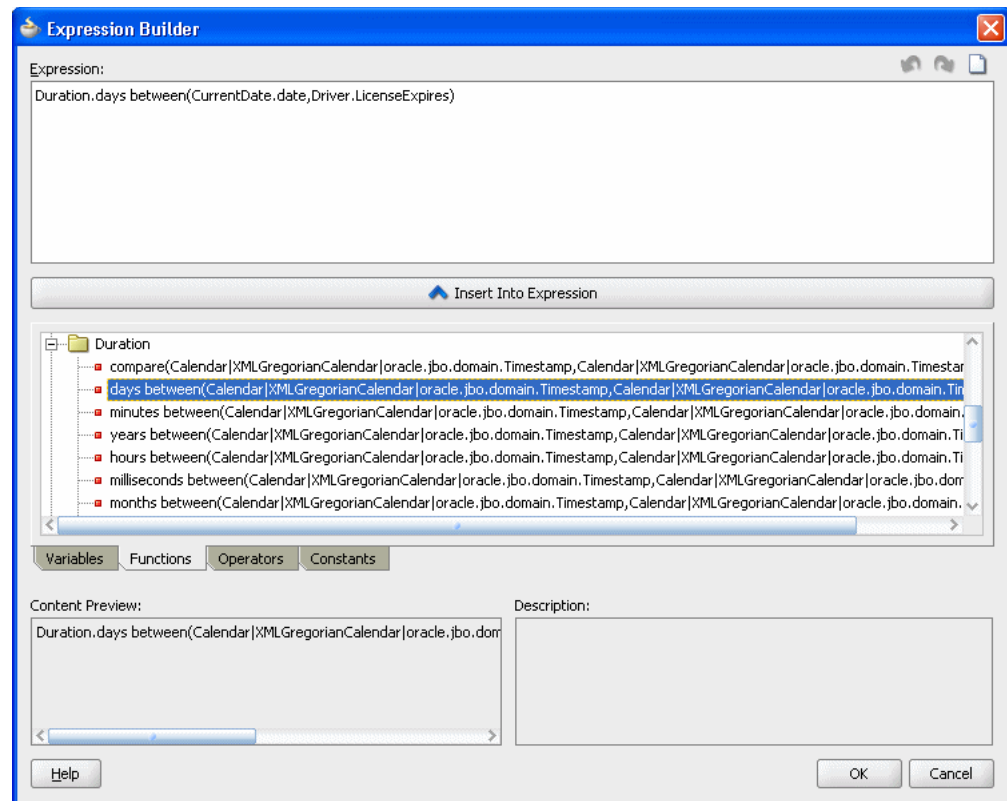 Expression Builder
Expression:
Duration.days between(CurrentDate.date,Driver.LicenseExpires)
Insert Into Expression
Duration
compare(Calendar|XMLGregorianCalendar|oracle.jbo.domain.Timestamp,Calendar|XMLGregorianCalendar|oracle.jbo.domain.Timestar
days between(Calendar|XMLGregorianCalendar|oracle.jbo.domain.Timestamp,Calendar|XMLGregorianCalendar|oracle.jbo.domain.Tim
minutes between(Calendar|XMLGregorianCalendar|oracle.jbo.domain.Timestamp,Calendar|XMLGregorianCalendar|oracle.jbo.domain.
years between(Calendar|XMLGregorianCalendar|oracle.jbo.domain.Timestamp,Calendar|XMLGregorianCalendar|oracle.jbo.domain.Ti
hours between(Calendar|XMLGregorianCalendar|oracle.jbo.domain.Timestamp,Calendar|XMLGregorianCalendar|oracle.jbo.domain.Ti
milliseconds between(Calendar|XMLGregorianCalendar|oracle.jbo.domain.Timestamp,Calendar|XMLGregorianCalendar|oracle.jbo.dom
months between(Calendar|XMLGregorianCalendar|oracle.jbo.domain.Timestamp,Calendar|XMLGregorianCalendar|oracle.jbo.domain.
Variables Functions Operators Constants
Content Preview: Description:
Duration.days between(Calendar|XMLGregorianCalendar|oracle.jbo.dom
Help OK Cancel